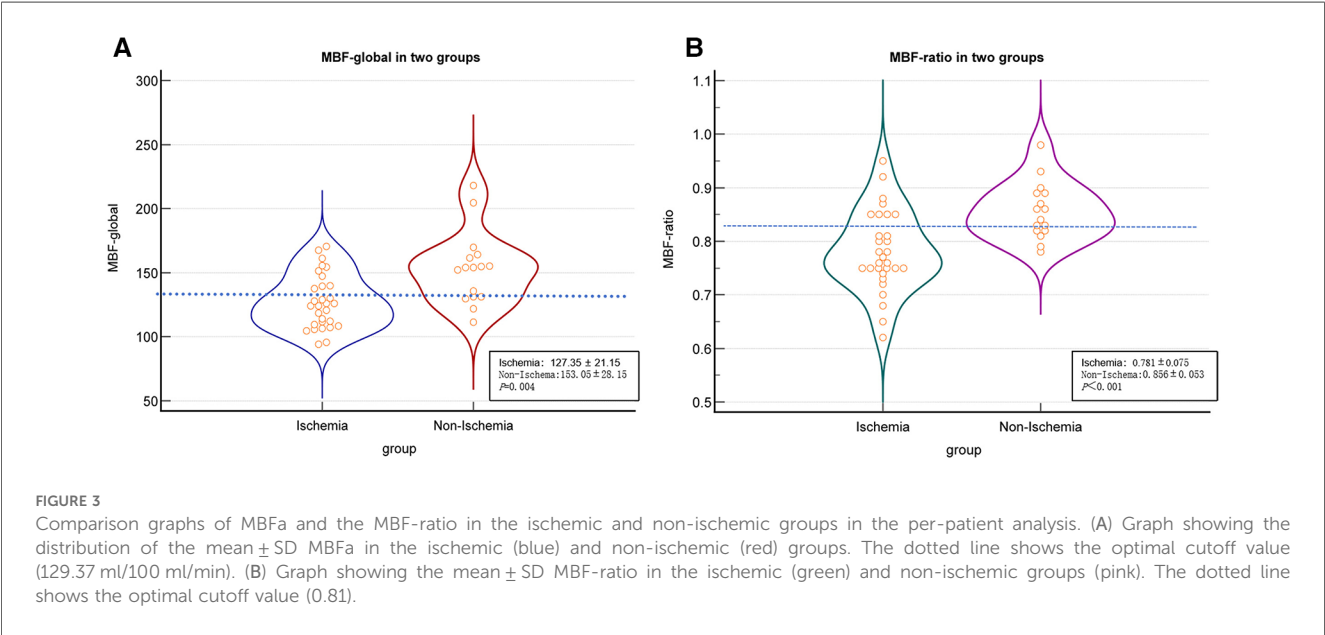 A
MBF-global in two groups
300
250
200
150
100
50
MBF-global
Ischemia: 127.35 ± 21.15
Non-Ischema:153.05±28.15
P=0.004
Ischemia
Non-Ischemia
group
B
MBF-ratio in two groups
1.1
1.0
0.9
0.8
0.7
0.6
0.5
MBF-ratio
Ischemia: 0.781±0.075
Non-Ischema:0.856±0.053
P<0.001
Ischemia
Non-Ischemia
group
FIGURE 3
Comparison graphs of MBFa and the MBF-ratio in the ischemic and non-ischemic groups in the per-patient analysis. (A) Graph showing the
distribution of the mean ± SD MBFa in the ischemic (blue) and non-ischemic (red) groups. The dotted line shows the optimal cutoff value
(129.37 ml/100 ml/min). (B) Graph showing the mean ± SD MBF-ratio in the ischemic (green) and non-ischemic groups (pink). The dotted line
shows the optimal cutoff value (0.81).